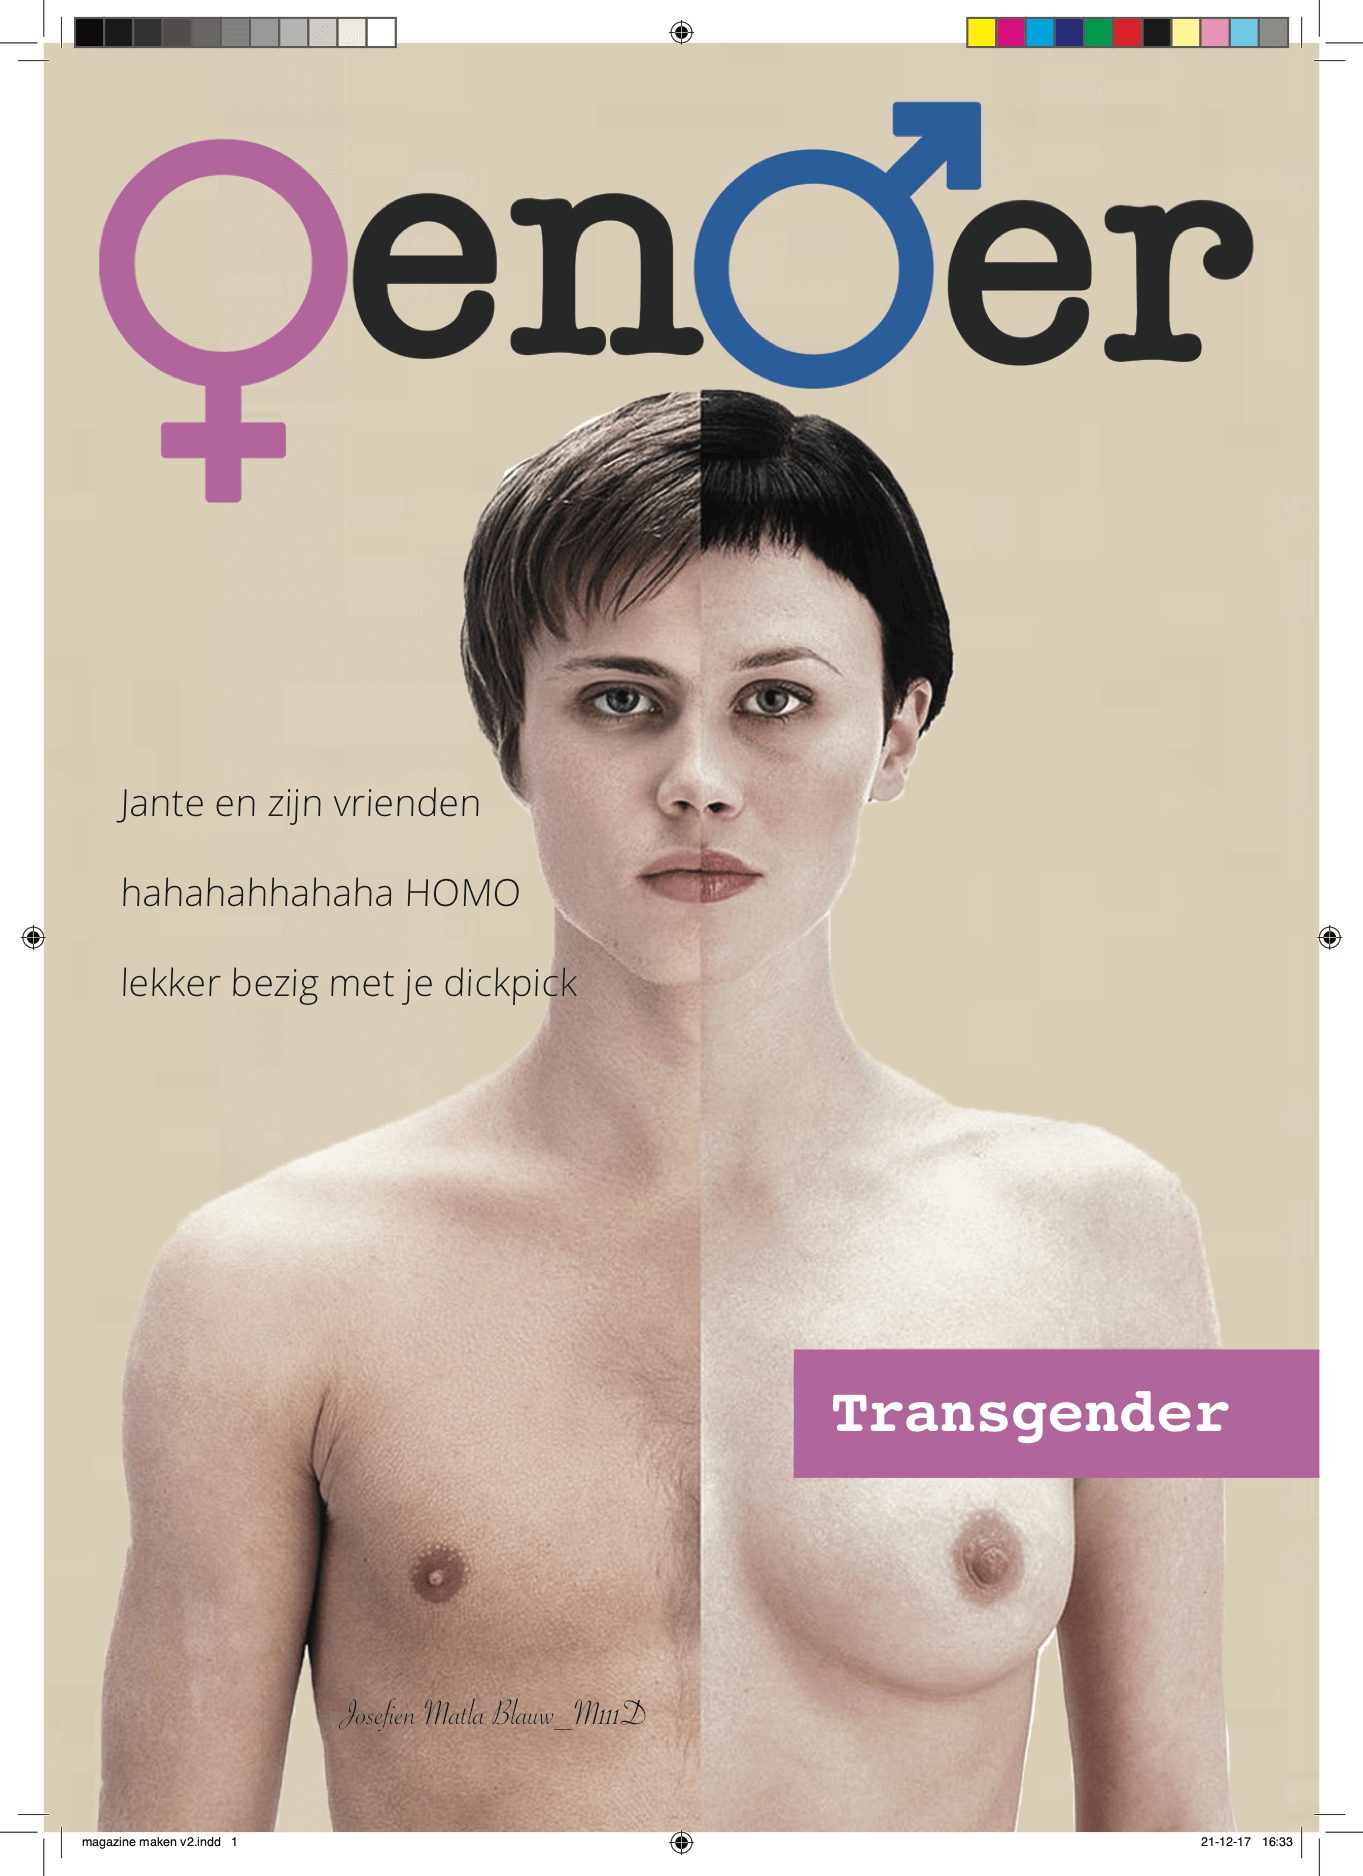 Gender
Jante en zijn vrienden
hahahahhahaha HOMO
lekker bezig met je dickpick
Transgender
Josefien Matla Blauw_M111D
magazine maken v2.indd 1
21-12-17 16:33